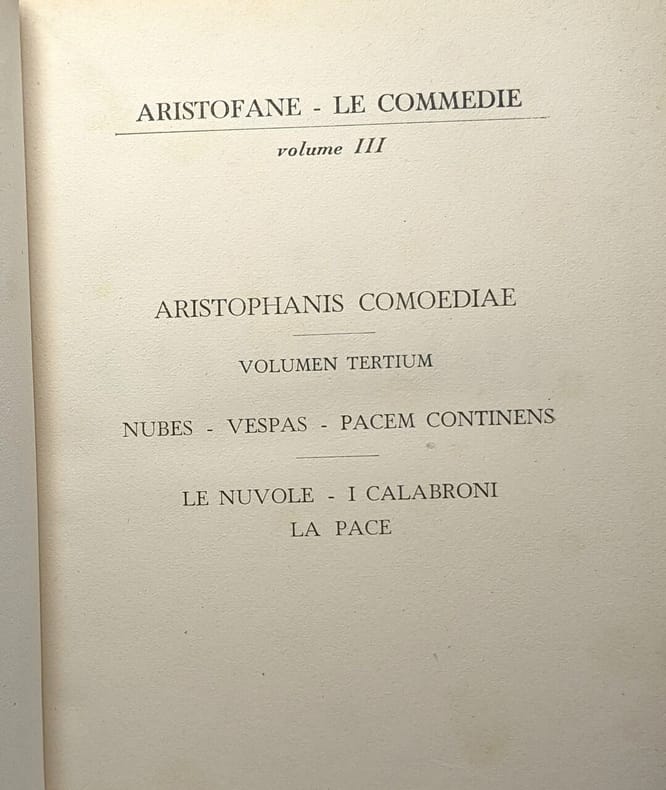 ARISTOFANE - LE COMMEDIE
volume III
ARISTOPHANIS COMOEDIAE
VOLUMEN TERTIUM
NUBES - VESPAS - PACEM CONTINENS
LE NUVOLE - I CALABRONI
LA PACE